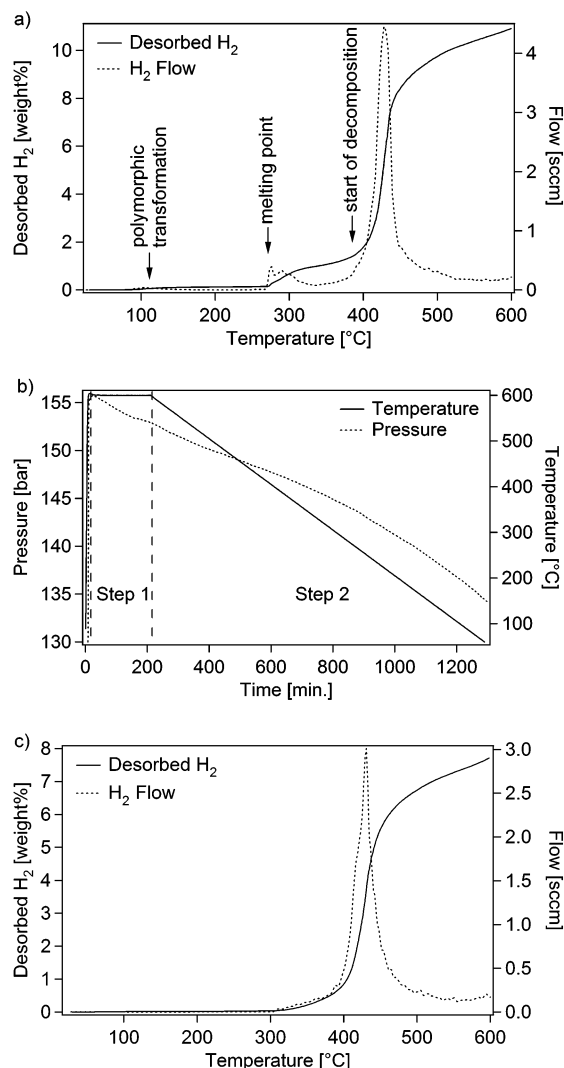 a)
Desorbed H2
H2 Flow
polymorphic
transformation
melting point
start of decomposition
Desorbed H2 [weight%]
10
8
6
4
2
0
Flow [sccm]
4
3
2
1
0
100 200 300 400 500 600
Temperature [°C]
b)
Temperature
Pressure
Pressure [bar]
155
150
145
140
135
130
Temperature [°C]
600
500
400
300
200
100
Step 1
Step 2
0 200 400 600 800 1000 1200
Time [min.]
c)
Desorbed H2
H2 Flow
Desorbed H2 [weight%]
8
7
6
5
4
3
2
1
0
Flow [sccm]
3.0
2.5
2.0
1.5
1.0
0.5
0.0
100 200 300 400 500 600
Temperature [°C]